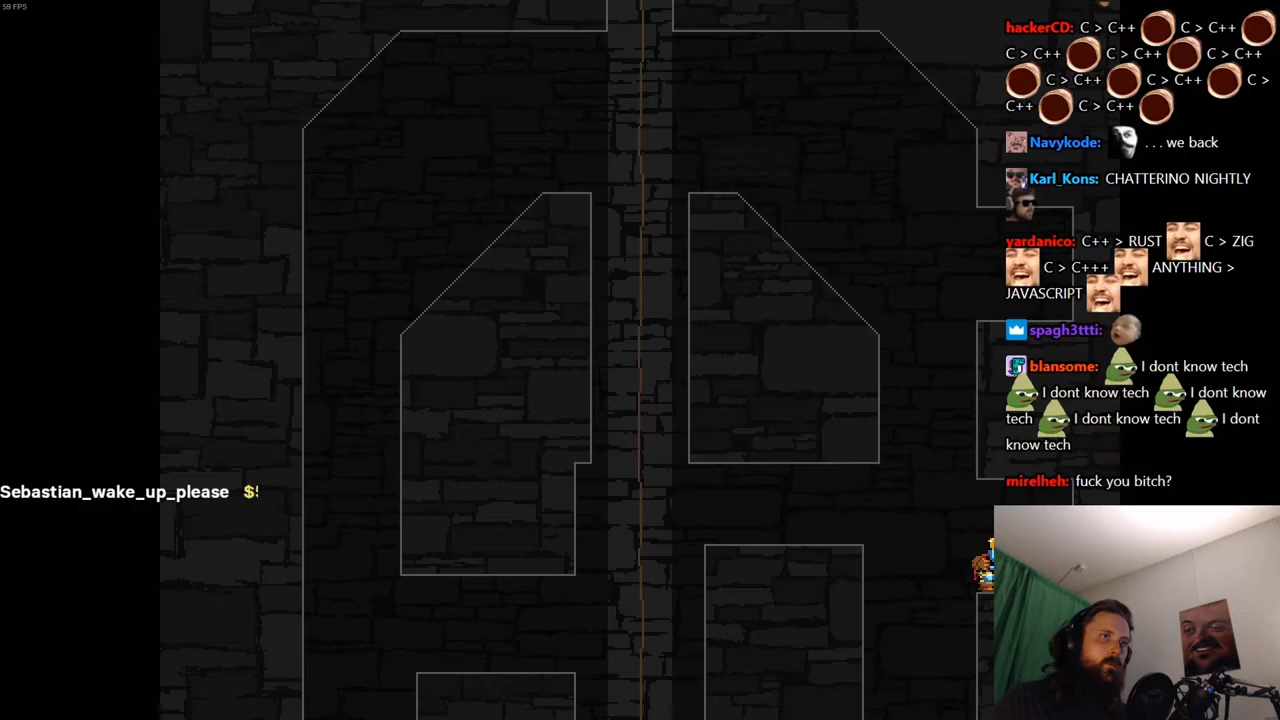 59 FPS
hackerCD: C > C++ C > C++
C > C++ C > C++ C > C++
C > C++ C > C++ C >
C++ C > C++
Navykode: . . . we back
Karl_Kons: CHATTERINO NIGHTLY
yardanico: C++ > RUST C > ZIG
C > C+++ ANYTHING >
JAVASCRIPT
spagh3ttti:
blansome: I dont know tech
I dont know tech I dont know
tech I dont know tech I dont
know tech
mirelheh: fuck you bitch?
Sebastian_wake_up_please $!